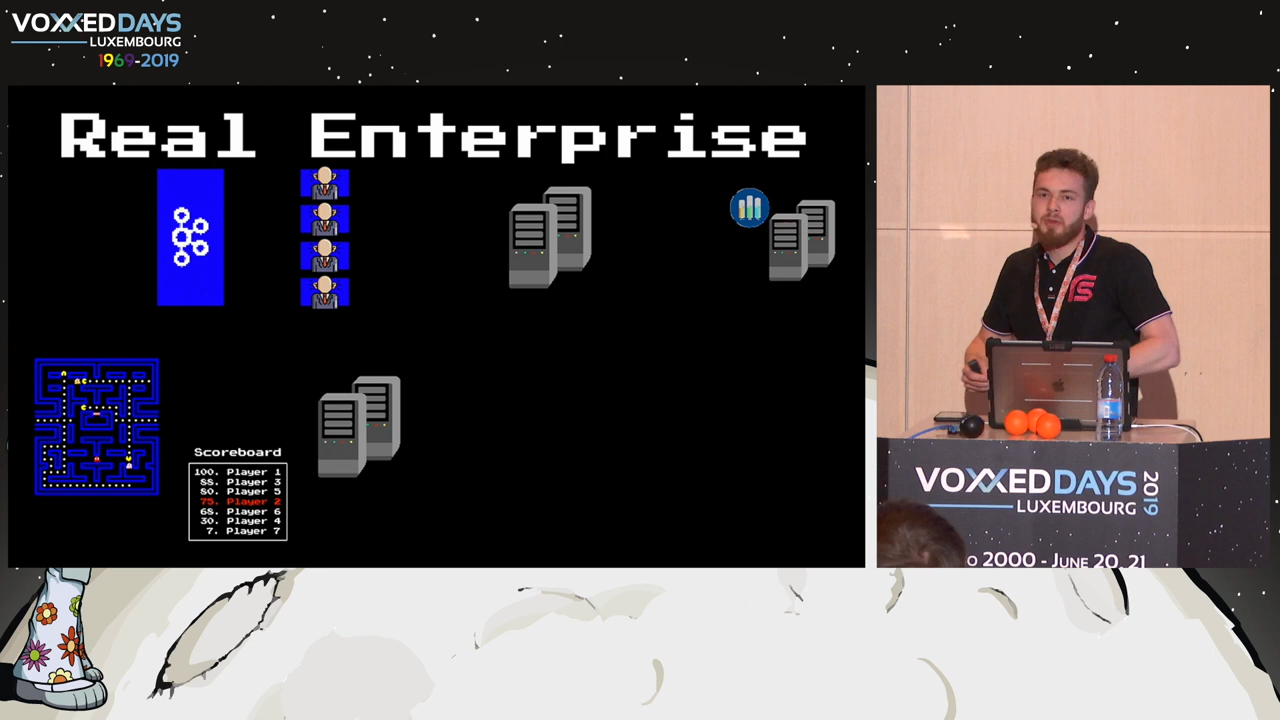 VOXXED DAYS
LUXEMBOURG
1969-2019
Real Enterprise
Scoreboard
100. Player 1
88. Player 3
80. Player 5
75. Player 2
68. Player 6
30. Player 4
7. Player 7
VOXXED DAYS
LUXEMBOURG
2019
o 2000 - JUNE 20, 21